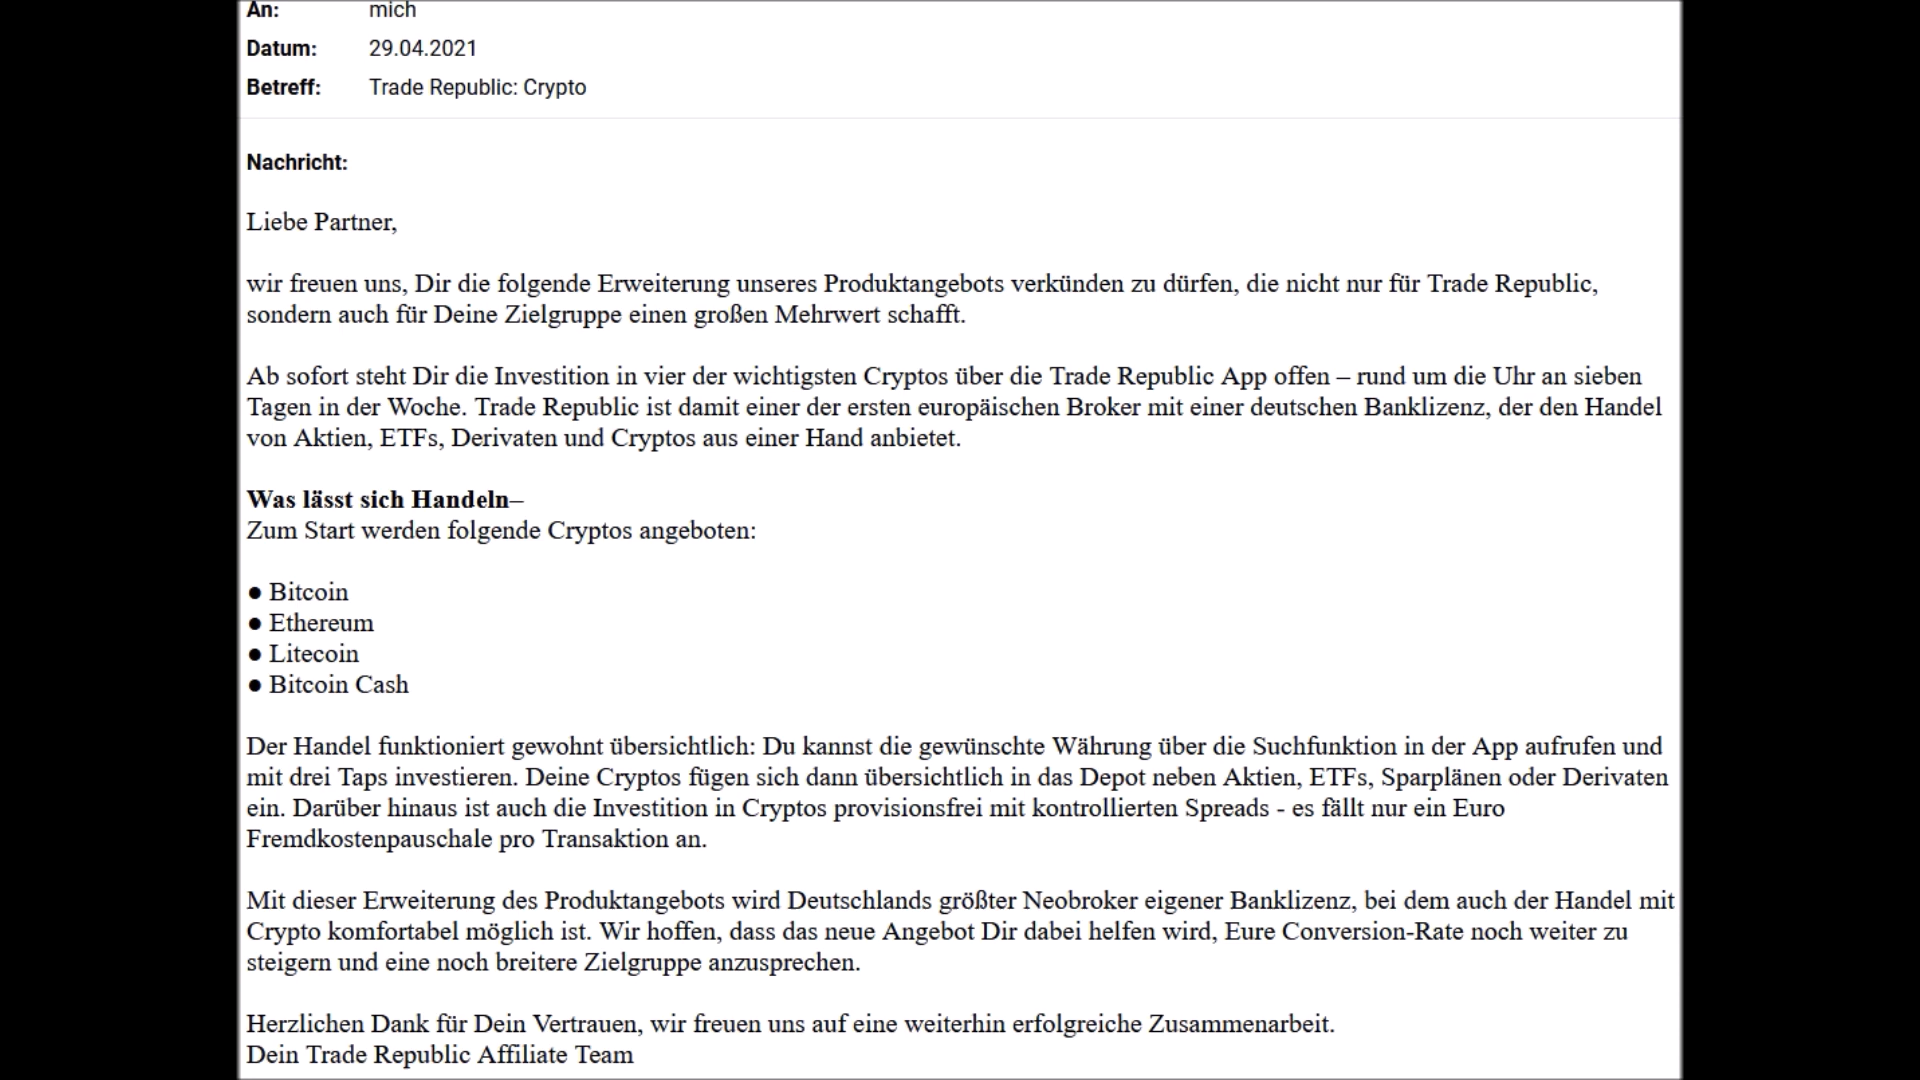 An: mich
Datum: 29.04.2021
Betreff: Trade Republic: Crypto
Nachricht:
Liebe Partner,
wir freuen uns, Dir die folgende Erweiterung unseres Produktangebots verkünden zu dürfen, die nicht nur für Trade Republic,
sondern auch für Deine Zielgruppe einen großen Mehrwert schafft.
Ab sofort steht Dir die Investition in vier der wichtigsten Cryptos über die Trade Republic App offen – rund um die Uhr an sieben
Tagen in der Woche. Trade Republic ist damit einer der ersten europäischen Broker mit einer deutschen Banklizenz, der den Handel
von Aktien, ETFs, Derivaten und Cryptos aus einer Hand anbietet.
Was lässt sich Handeln–
Zum Start werden folgende Cryptos angeboten:
● Bitcoin
● Ethereum
● Litecoin
● Bitcoin Cash
Der Handel funktioniert gewohnt übersichtlich: Du kannst die gewünschte Währung über die Suchfunktion in der App aufrufen und
mit drei Taps investieren. Deine Cryptos fügen sich dann übersichtlich in das Depot neben Aktien, ETFs, Sparplänen oder Derivaten
ein. Darüber hinaus ist auch die Investition in Cryptos provisionsfrei mit kontrollierten Spreads - es fällt nur ein Euro
Fremdkostenpauschale pro Transaktion an.
Mit dieser Erweiterung des Produktangebots wird Deutschlands größter Neobroker eigener Banklizenz, bei dem auch der Handel mit
Crypto komfortabel möglich ist. Wir hoffen, dass das neue Angebot Dir dabei helfen wird, Eure Conversion-Rate noch weiter zu
steigern und eine noch breitere Zielgruppe anzusprechen.
Herzlichen Dank für Dein Vertrauen, wir freuen uns auf eine weiterhin erfolgreiche Zusammenarbeit.
Dein Trade Republic Affiliate Team